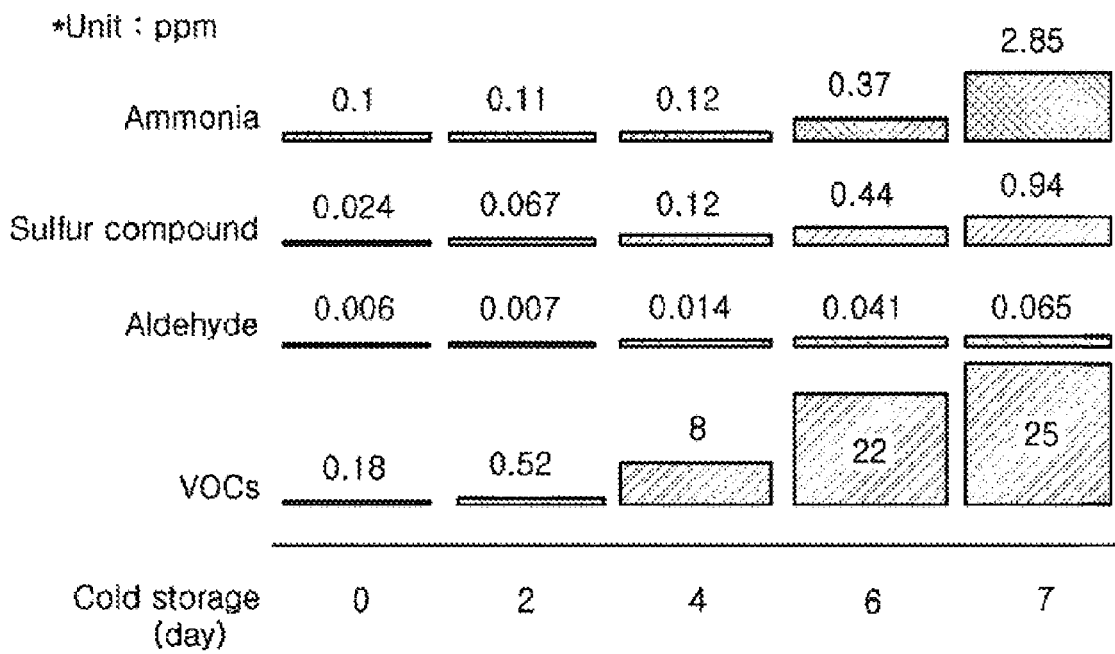 *Unit : ppm
2.85
Ammonia 0.1 0.11 0.12 0.37
Sulfur compound 0.024 0.067 0.12 0.44 0.94
Aldehyde 0.006 0.007 0.014 0.041 0.065
VOCs 0.18 0.52 8 22 25
Cold storage 0 2 4 6 7
(day)